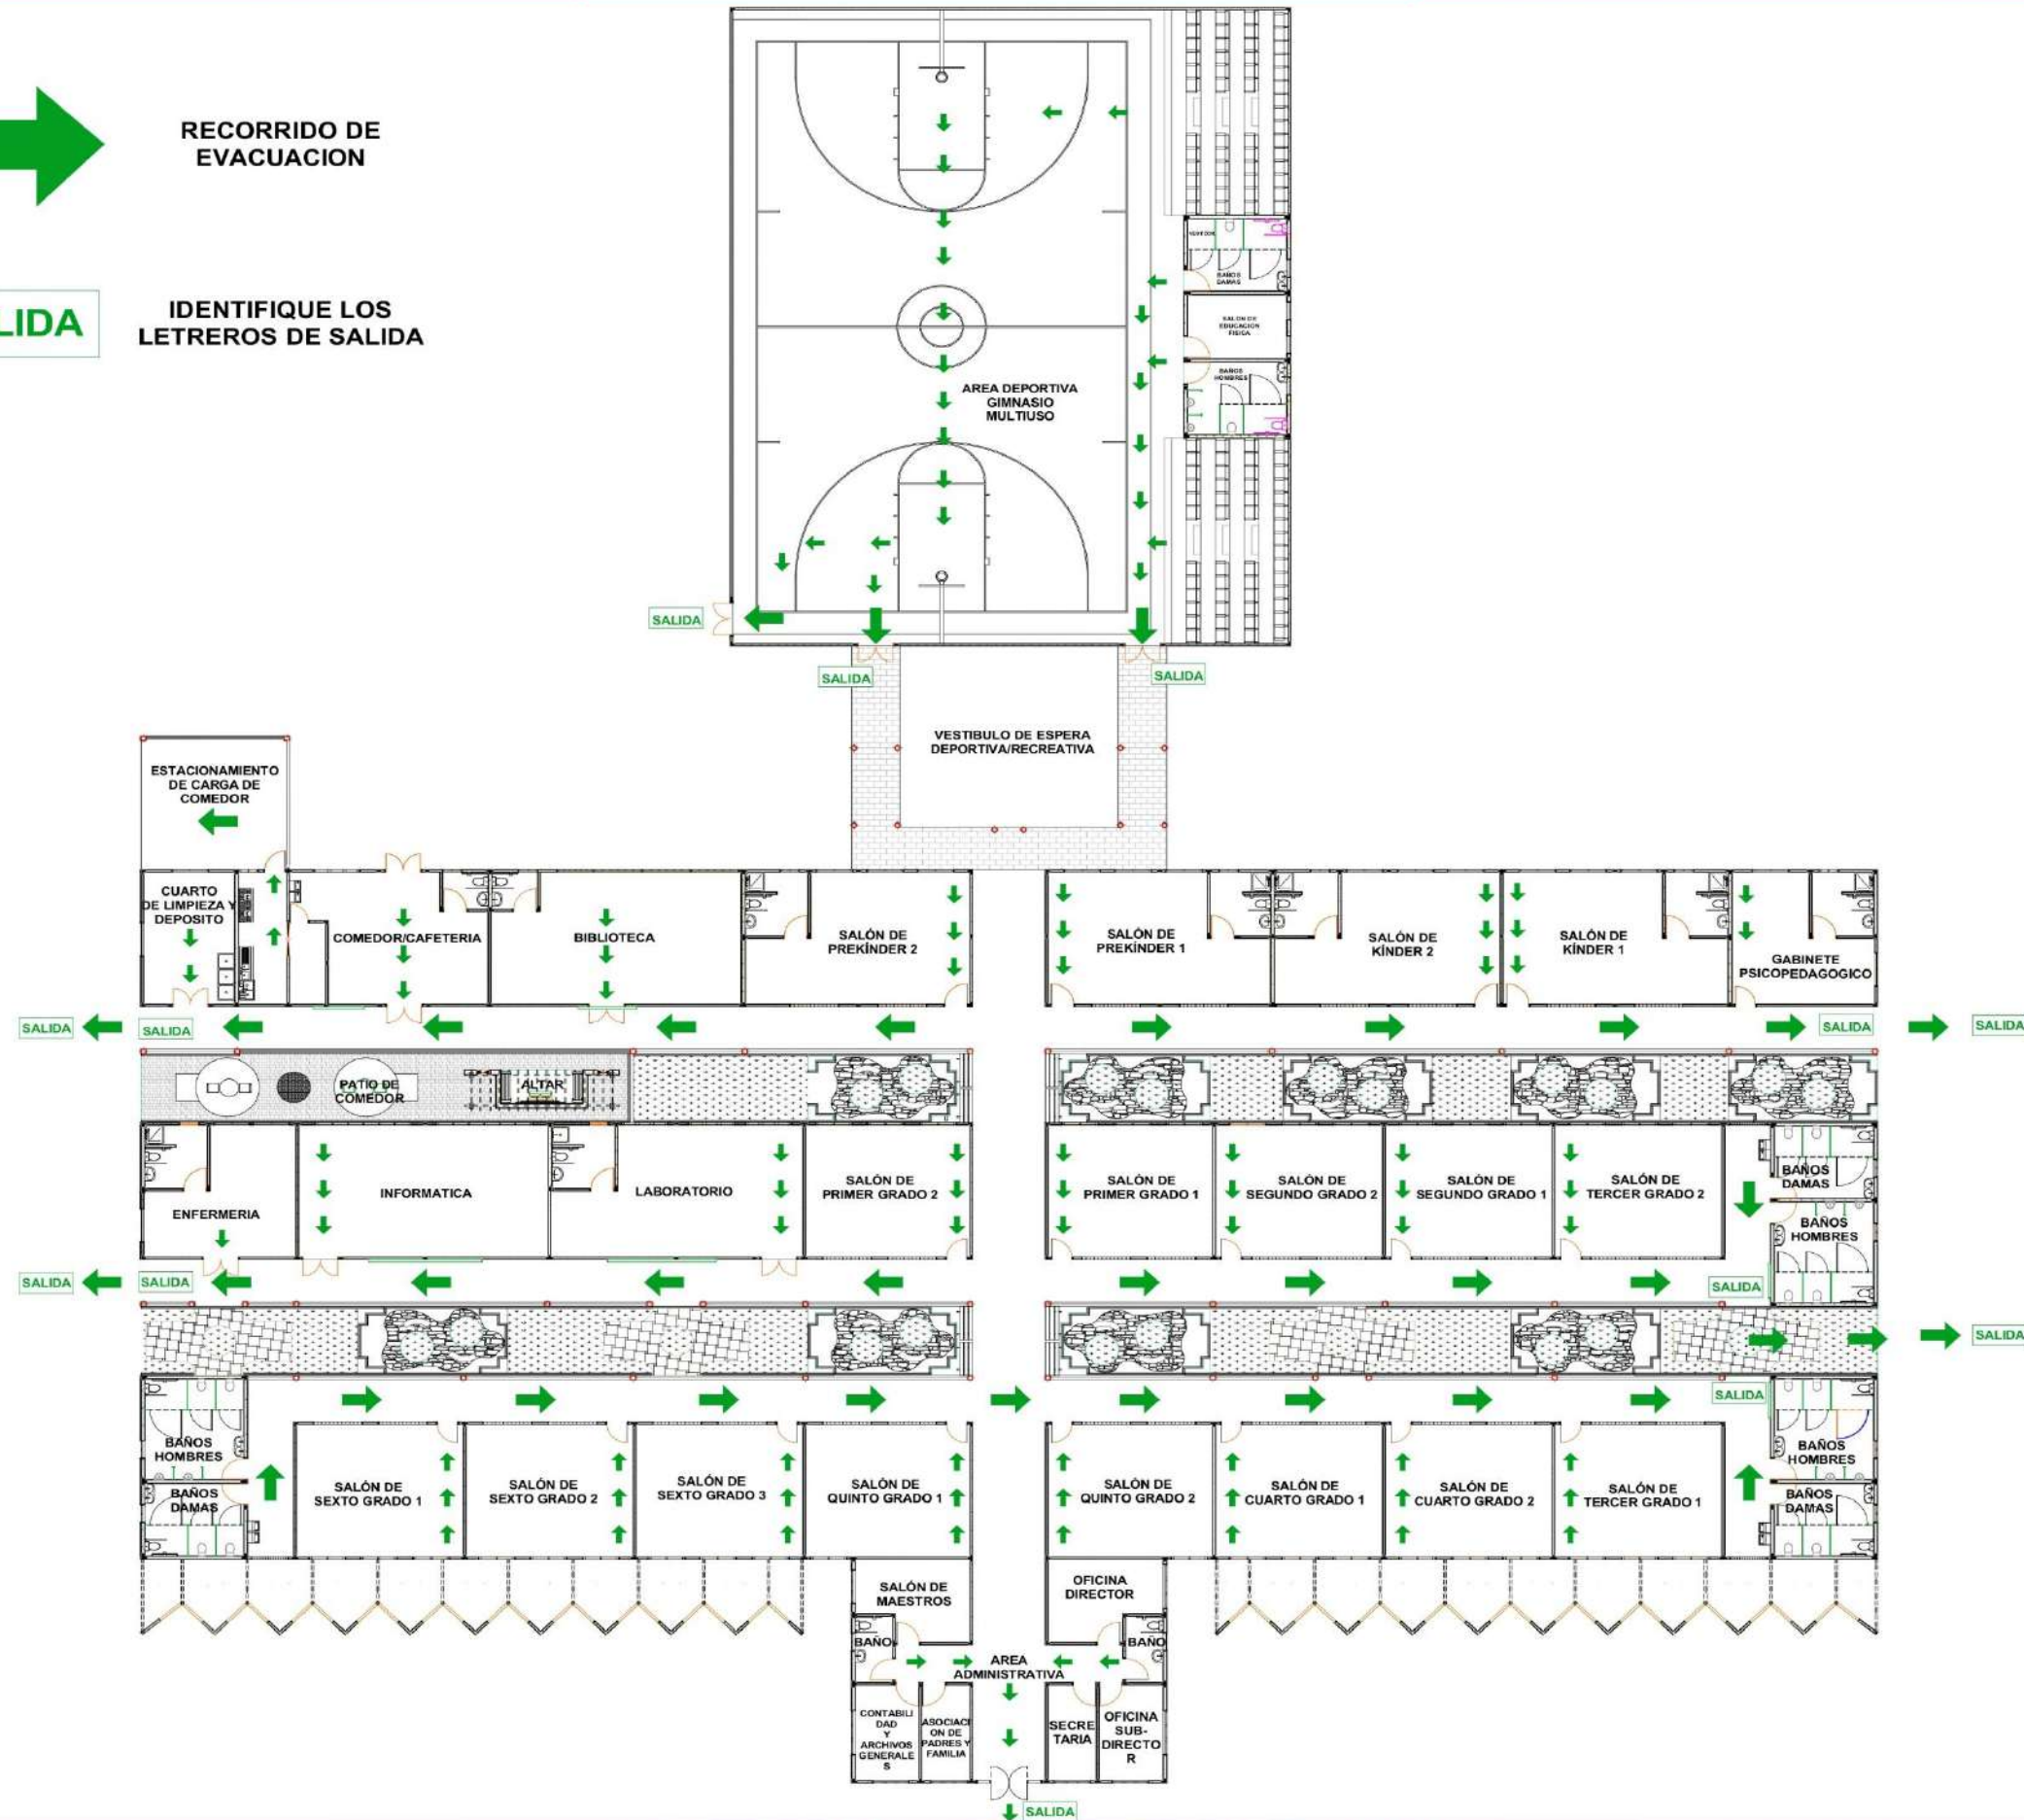 RECORRIDO DE
EVACUACION
LIDA
IDENTIFIQUE LOS
LETREROS DE SALIDA
BAÑOS
DAMAS
SALON DE
EDUCACION
FISICA
BAÑOS
HOMBRES
AREA DEPORTIVA
GIMNASIO
MULTIUSO
SALIDA
SALIDA
SALIDA
VESTIBULO DE ESPERA
DEPORTIVA/RECREATIVA
ESTACIONAMIENTO
DE CARGA DE
COMEDOR
CUARTO
DE LIMPIEZA Y
DEPOSITO
COMEDOR/CAFETERIA
BIBLIOTECA
SALÓN DE
PREKÍNDER 2
SALÓN DE
PREKÍNDER 1
SALÓN DE
KÍNDER 2
SALÓN DE
KÍNDER 1
GABINETE
PSICOPEDAGOGICO
SALIDA
SALIDA
SALIDA
SALIDA
PATIO DE
COMEDOR
ALTAR
ENFERMERIA
INFORMATICA
LABORATORIO
SALÓN DE
PRIMER GRADO 2
SALÓN DE
PRIMER GRADO 1
SALÓN DE
SEGUNDO GRADO 2
SALÓN DE
SEGUNDO GRADO 1
SALÓN DE
TERCER GRADO 2
BAÑOS
DAMAS
BAÑOS
HOMBRES
SALIDA
SALIDA
SALIDA
SALIDA
SALIDA
BAÑOS
HOMBRES
BAÑOS
DAMAS
SALÓN DE
SEXTO GRADO 1
SALÓN DE
SEXTO GRADO 2
SALÓN DE
SEXTO GRADO 3
SALÓN DE
QUINTO GRADO 1
SALÓN DE
QUINTO GRADO 2
SALÓN DE
CUARTO GRADO 1
SALÓN DE
CUARTO GRADO 2
SALÓN DE
TERCER GRADO 1
BAÑOS
HOMBRES
BAÑOS
DAMAS
SALÓN DE
MAESTROS
OFICINA
DIRECTOR
BAÑO
BAÑO
AREA
ADMINISTRATIVA
CONTABILI
DAD
Y
ARCHIVOS
GENERALE
S
ASOCIACI
ON DE
PADRES Y
FAMILIA
SECRE
TARIA
OFICINA
SUB-
DIRECTO
R
SALIDA